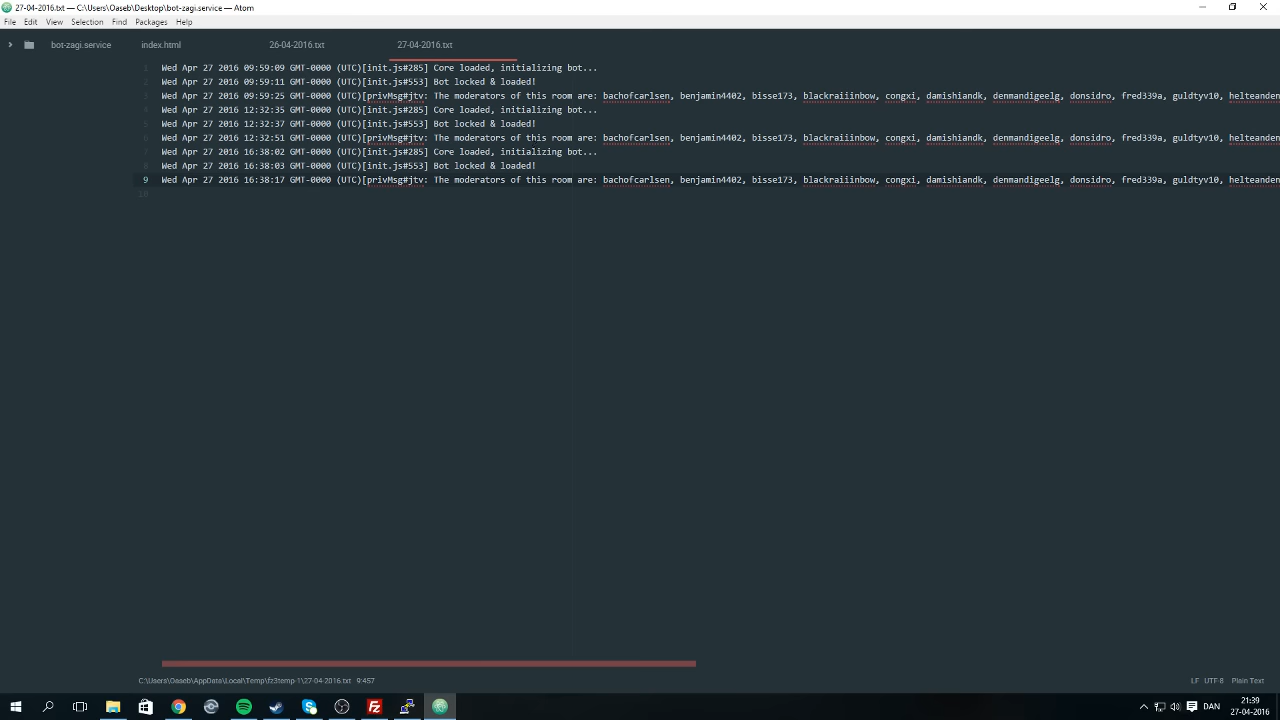 27-04-2016.txt — C:\Users\Oaseb\Desktop\bot-zagi.service — Atom
File Edit View Selection Find Packages Help
bot-zagi.service index.html 26-04-2016.txt 27-04-2016.txt
1 Wed Apr 27 2016 09:59:09 GMT-0000 (UTC)[init.js#285] Core loaded, initializing bot...
2 Wed Apr 27 2016 09:59:11 GMT-0000 (UTC)[init.js#553] Bot locked & loaded!
3 Wed Apr 27 2016 09:59:25 GMT-0000 (UTC)[privMsg#jtv: The moderators of this room are: bachofcarlsen, benjamin4402, bisse173, blackraiiinbow, congxi, damishiandk, denmandigeelg, donsidro, fred339a, guldtyv10, helteanden
4 Wed Apr 27 2016 12:32:35 GMT-0000 (UTC)[init.js#285] Core loaded, initializing bot...
5 Wed Apr 27 2016 12:32:37 GMT-0000 (UTC)[init.js#553] Bot locked & loaded!
6 Wed Apr 27 2016 12:32:51 GMT-0000 (UTC)[privMsg#jtv: The moderators of this room are: bachofcarlsen, benjamin4402, bisse173, blackraiiinbow, congxi, damishiandk, denmandigeelg, donsidro, fred339a, guldtyv10, helteanden
7 Wed Apr 27 2016 16:38:02 GMT-0000 (UTC)[init.js#285] Core loaded, initializing bot...
8 Wed Apr 27 2016 16:38:03 GMT-0000 (UTC)[init.js#553] Bot locked & loaded!
9 Wed Apr 27 2016 16:38:17 GMT-0000 (UTC)[privMsg#jtv: The moderators of this room are: bachofcarlsen, benjamin4402, bisse173, blackraiiinbow, congxi, damishiandk, denmandigeelg, donsidro, fred339a, guldtyv10, helteanden
10
C:\Users\Oaseb\AppData\Local\Temp\fz3temp-1\27-04-2016.txt 9:457 LF UTF-8 Plain Text
DAN 21:39
27-04-2016